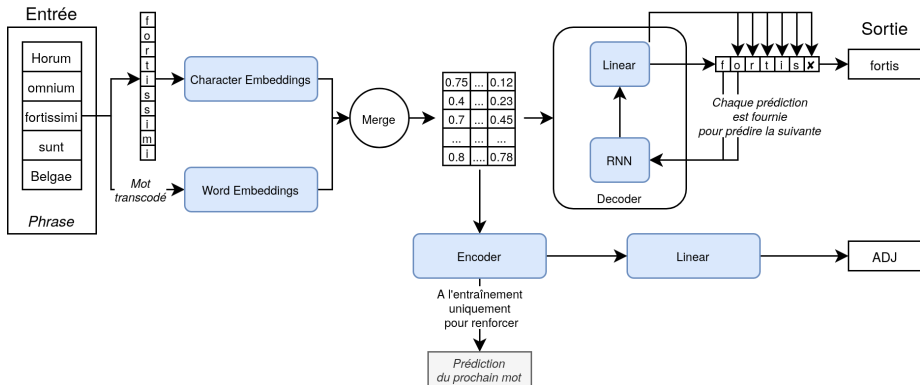 Entrée
Horum
omnium
fortissimi
sunt
Belgae
Phrase
f
o
r
t
i
s
s
i
m
i
Mot
transcodé
Character Embeddings
Word Embeddings
Merge
0.75 ... 0.12
0.4 ... 0.23
0.7 ... 0.45
... ... ...
0.8 .... 0.78
Linear
RNN
Decoder
f o r t i s ✘
Chaque prédiction
est fournie
pour prédire la suivante
Sortie
fortis
Encoder
Linear
ADJ
A l'entraînement
uniquement
pour renforcer
Prédiction
du prochain mot